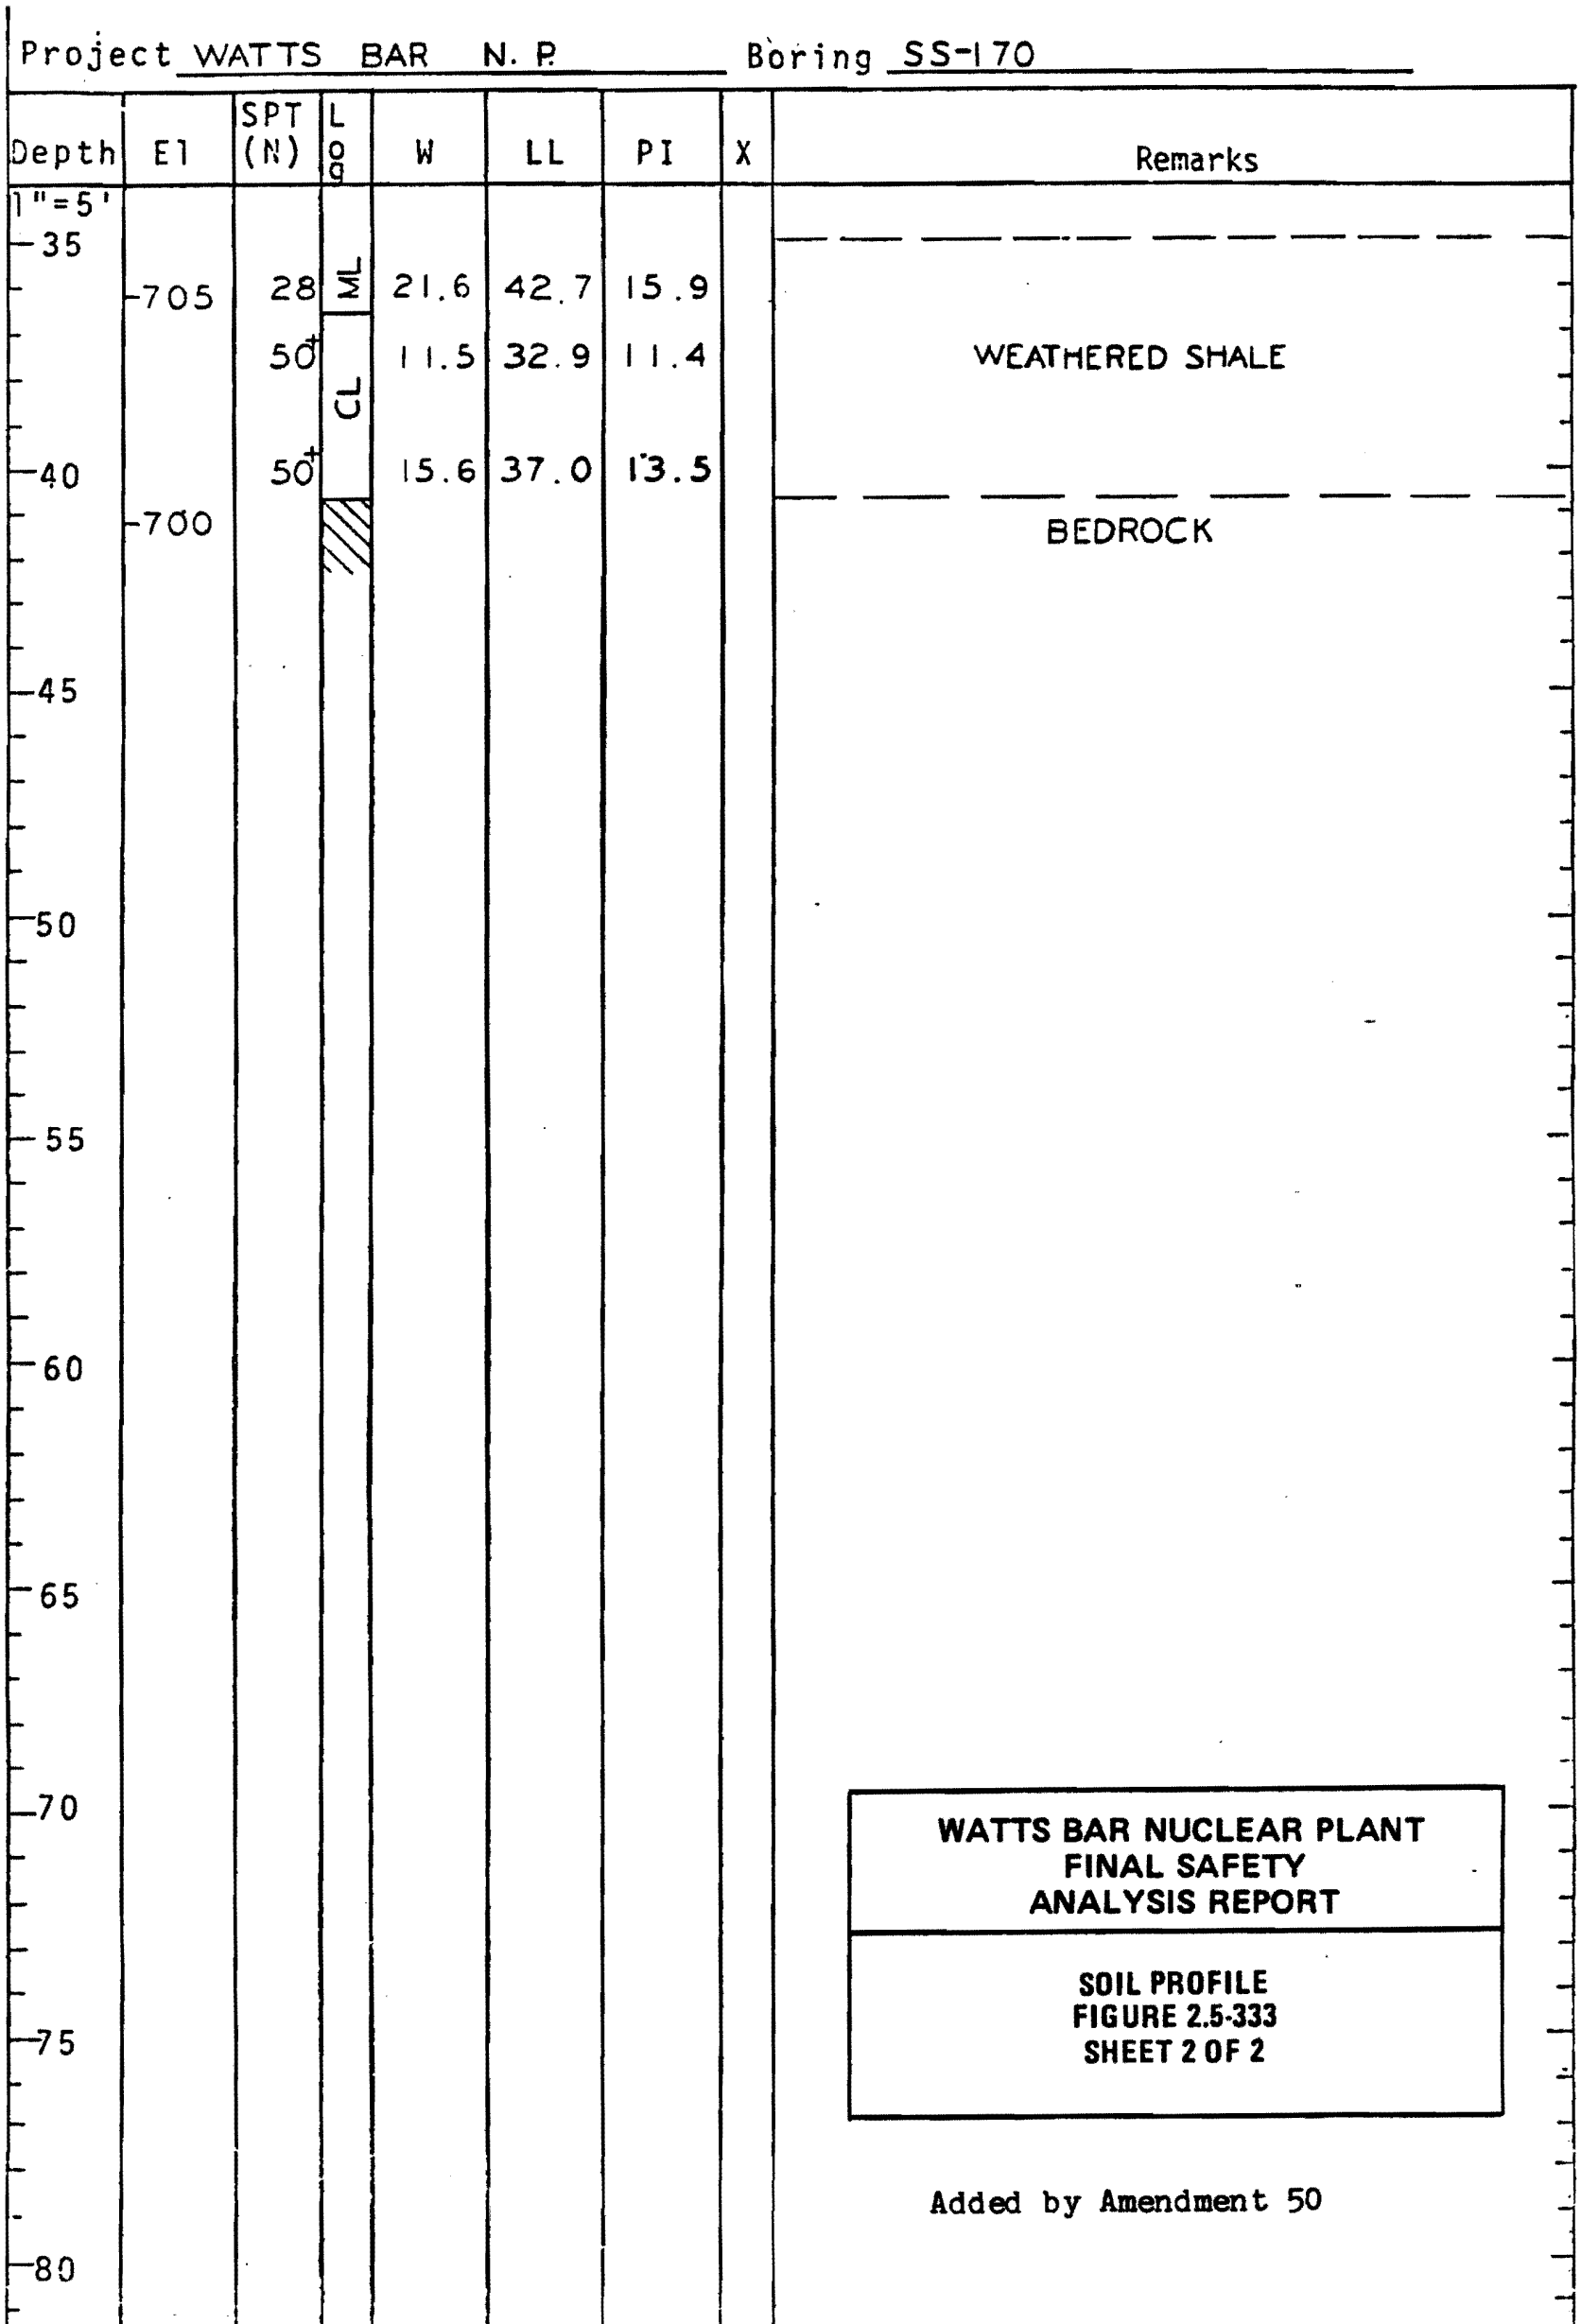 Project WATTS BAR N. P. Boring SS-170
Depth El SPT (N) Log W LL PI X Remarks
1"=5'
35
705 28 ML 21.6 42.7 15.9
50+ 11.5 32.9 11.4 WEATHERED SHALE
CL
40 50+ 15.6 37.0 13.5
700 BEDROCK
45
50
55
60
65
70
WATTS BAR NUCLEAR PLANT
FINAL SAFETY
ANALYSIS REPORT
SOIL PROFILE
FIGURE 2.5-333
SHEET 2 OF 2
75
Added by Amendment 50
80